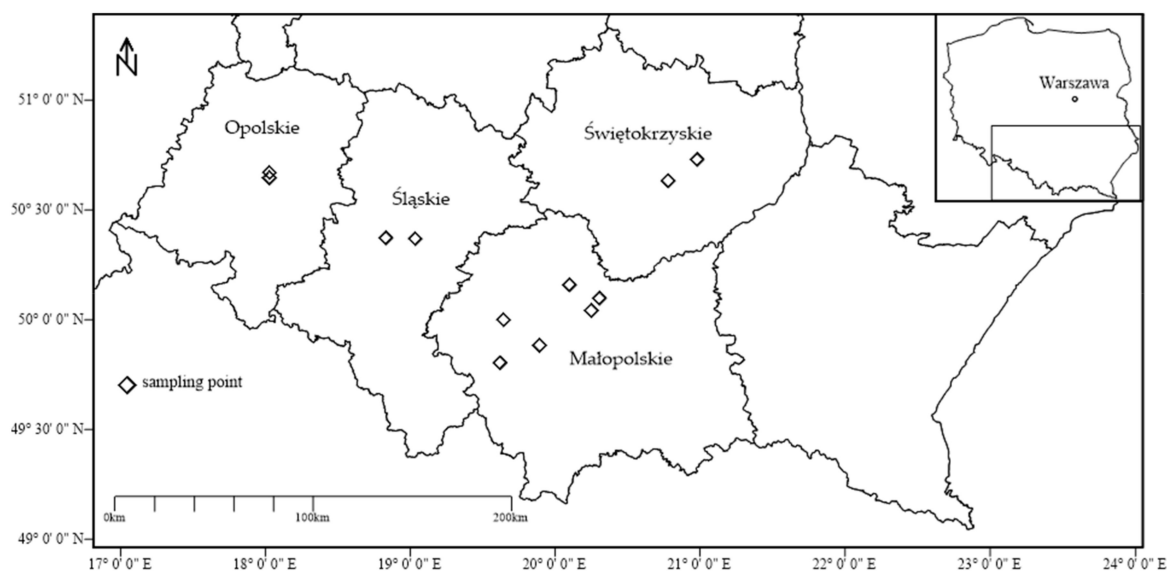 N
Warszawa
51° 0' 0" N
Opolskie
Świętokrzyskie
Śląskie
50° 30' 0" N
50° 0' 0" N
Małopolskie
sampling point
49° 30' 0" N
0km
100km
200km
49° 0' 0" N
17° 0' 0" E
18° 0' 0" E
19° 0' 0" E
20° 0' 0" E
21° 0' 0" E
22° 0' 0" E
23° 0' 0" E
24° 0' 0" E